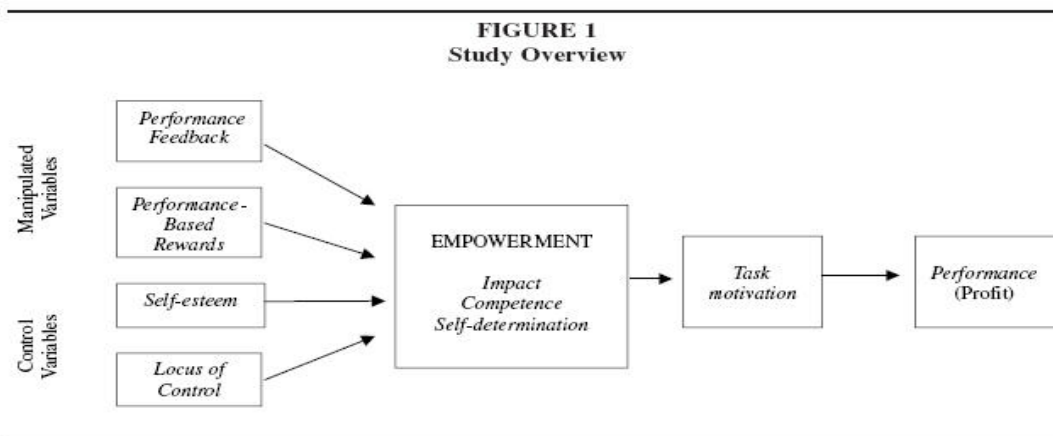 FIGURE 1
Study Overview
Manipulated
Variables
Performance
Feedback
Performance-
Based
Rewards
Control
Variables
Self-esteem
Locus of
Control
EMPOWERMENT
Impact
Competence
Self-determination
Task
motivation
Performance
(Profit)